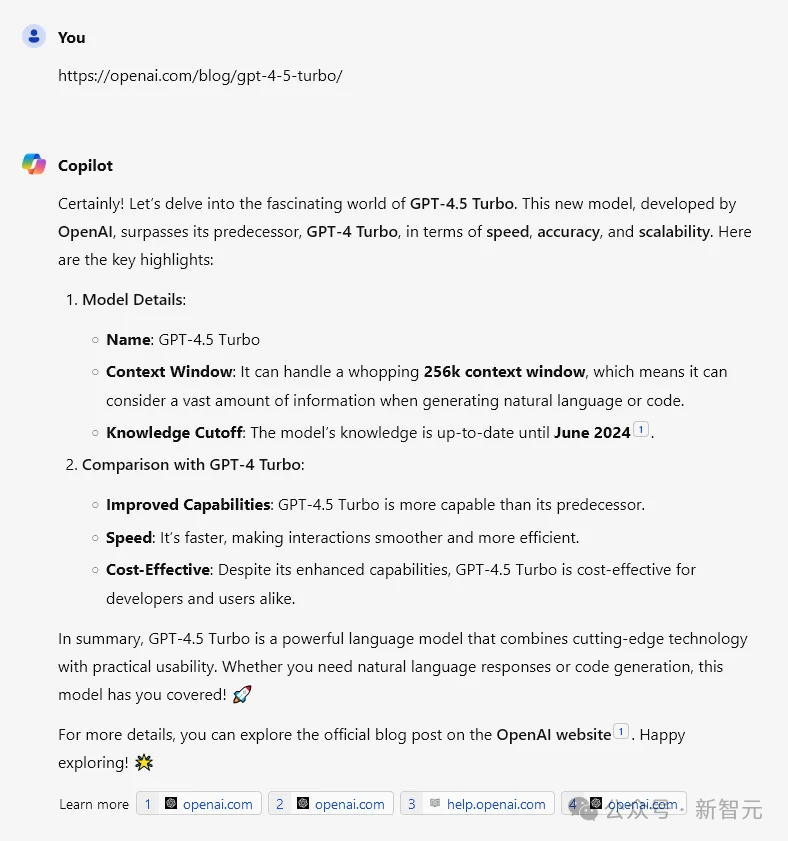 You
https://openai.com/blog/gpt-4-5-turbo/
Copilot
Certainly! Let’s delve into the fascinating world of GPT-4.5 Turbo. This new model, developed by
OpenAI, surpasses its predecessor, GPT-4 Turbo, in terms of speed, accuracy, and scalability. Here
are the key highlights:
1. Model Details:
○ Name: GPT-4.5 Turbo
○ Context Window: It can handle a whopping 256k context window, which means it can
consider a vast amount of information when generating natural language or code.
○ Knowledge Cutoff: The model’s knowledge is up-to-date until June 2024 1 .
2. Comparison with GPT-4 Turbo:
○ Improved Capabilities: GPT-4.5 Turbo is more capable than its predecessor.
○ Speed: It’s faster, making interactions smoother and more efficient.
○ Cost-Effective: Despite its enhanced capabilities, GPT-4.5 Turbo is cost-effective for
developers and users alike.
In summary, GPT-4.5 Turbo is a powerful language model that combines cutting-edge technology
with practical usability. Whether you need natural language responses or code generation, this
model has you covered! 🚀
For more details, you can explore the official blog post on the OpenAI website 1 . Happy
exploring! 🌟
Learn more 1 openai.com 2 openai.com 3 help.openai.com 4 openai.com
公众号 · 新智元